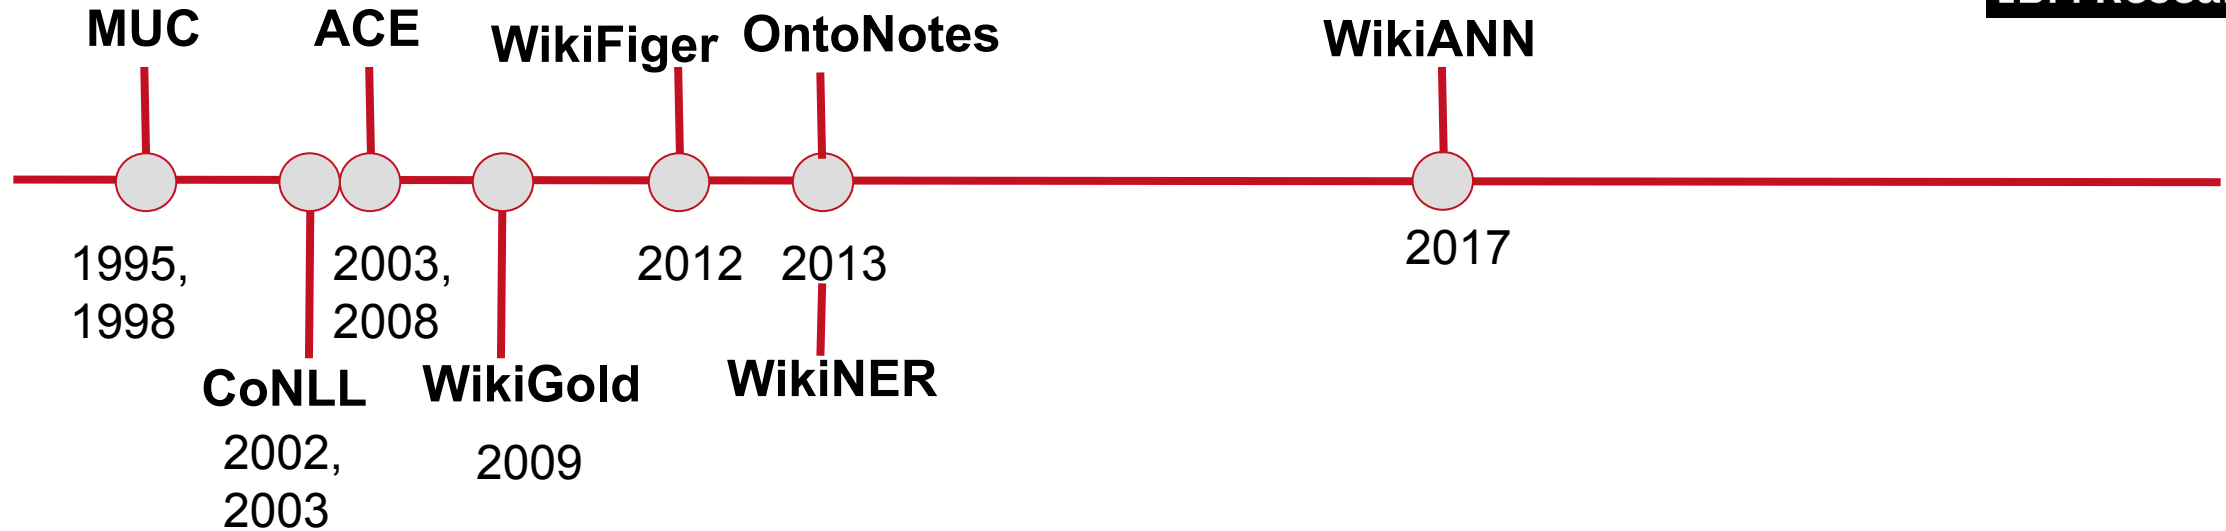 MUC
ACE
WikiFiger
OntoNotes
WikiANN
1995,
1998
2003,
2008
2012
2013
2017
CoNLL
2002,
2003
WikiGold
2009
WikiNER